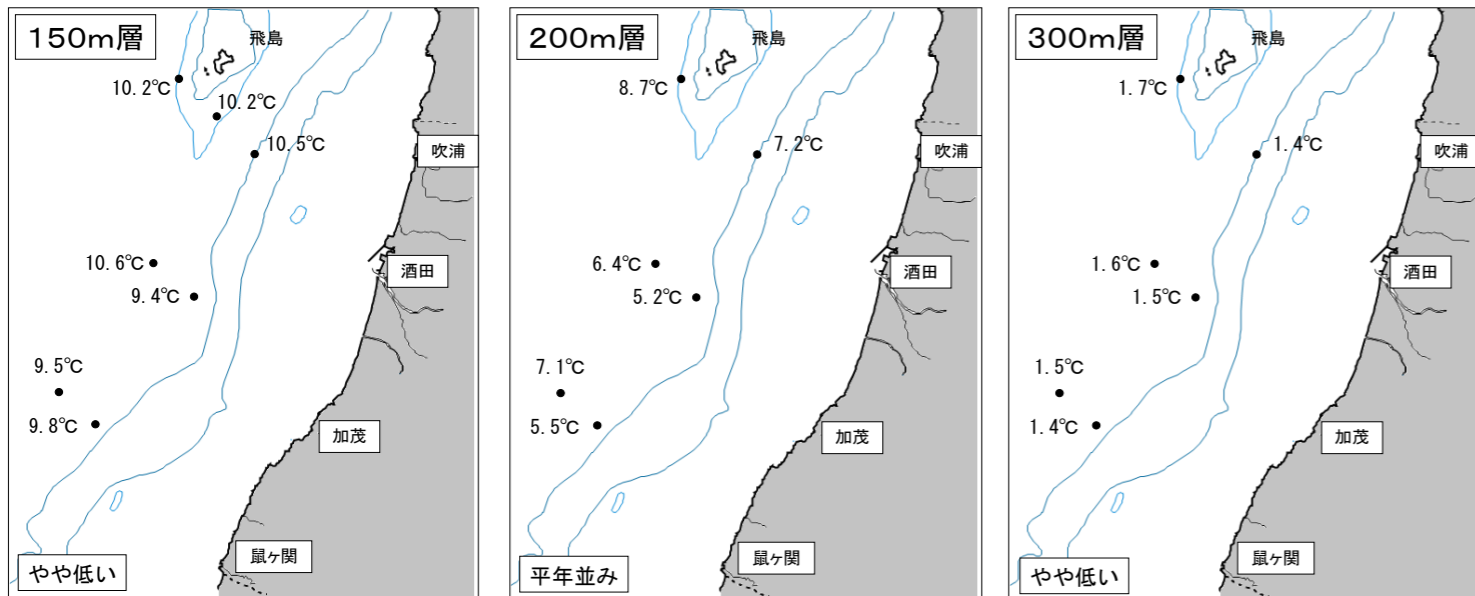 150m層
飛島
10.2℃
10.2℃
10.5℃
吹浦
10.6℃
酒田
9.4℃
9.5℃
9.8℃
加茂
鼠ヶ関
やや低い
200m層
飛島
8.7℃
7.2℃
吹浦
6.4℃
酒田
5.2℃
7.1℃
5.5℃
加茂
鼠ヶ関
平年並み
300m層
飛島
1.7℃
1.4℃
吹浦
1.6℃
酒田
1.5℃
1.5℃
1.4℃
加茂
鼠ヶ関
やや低い